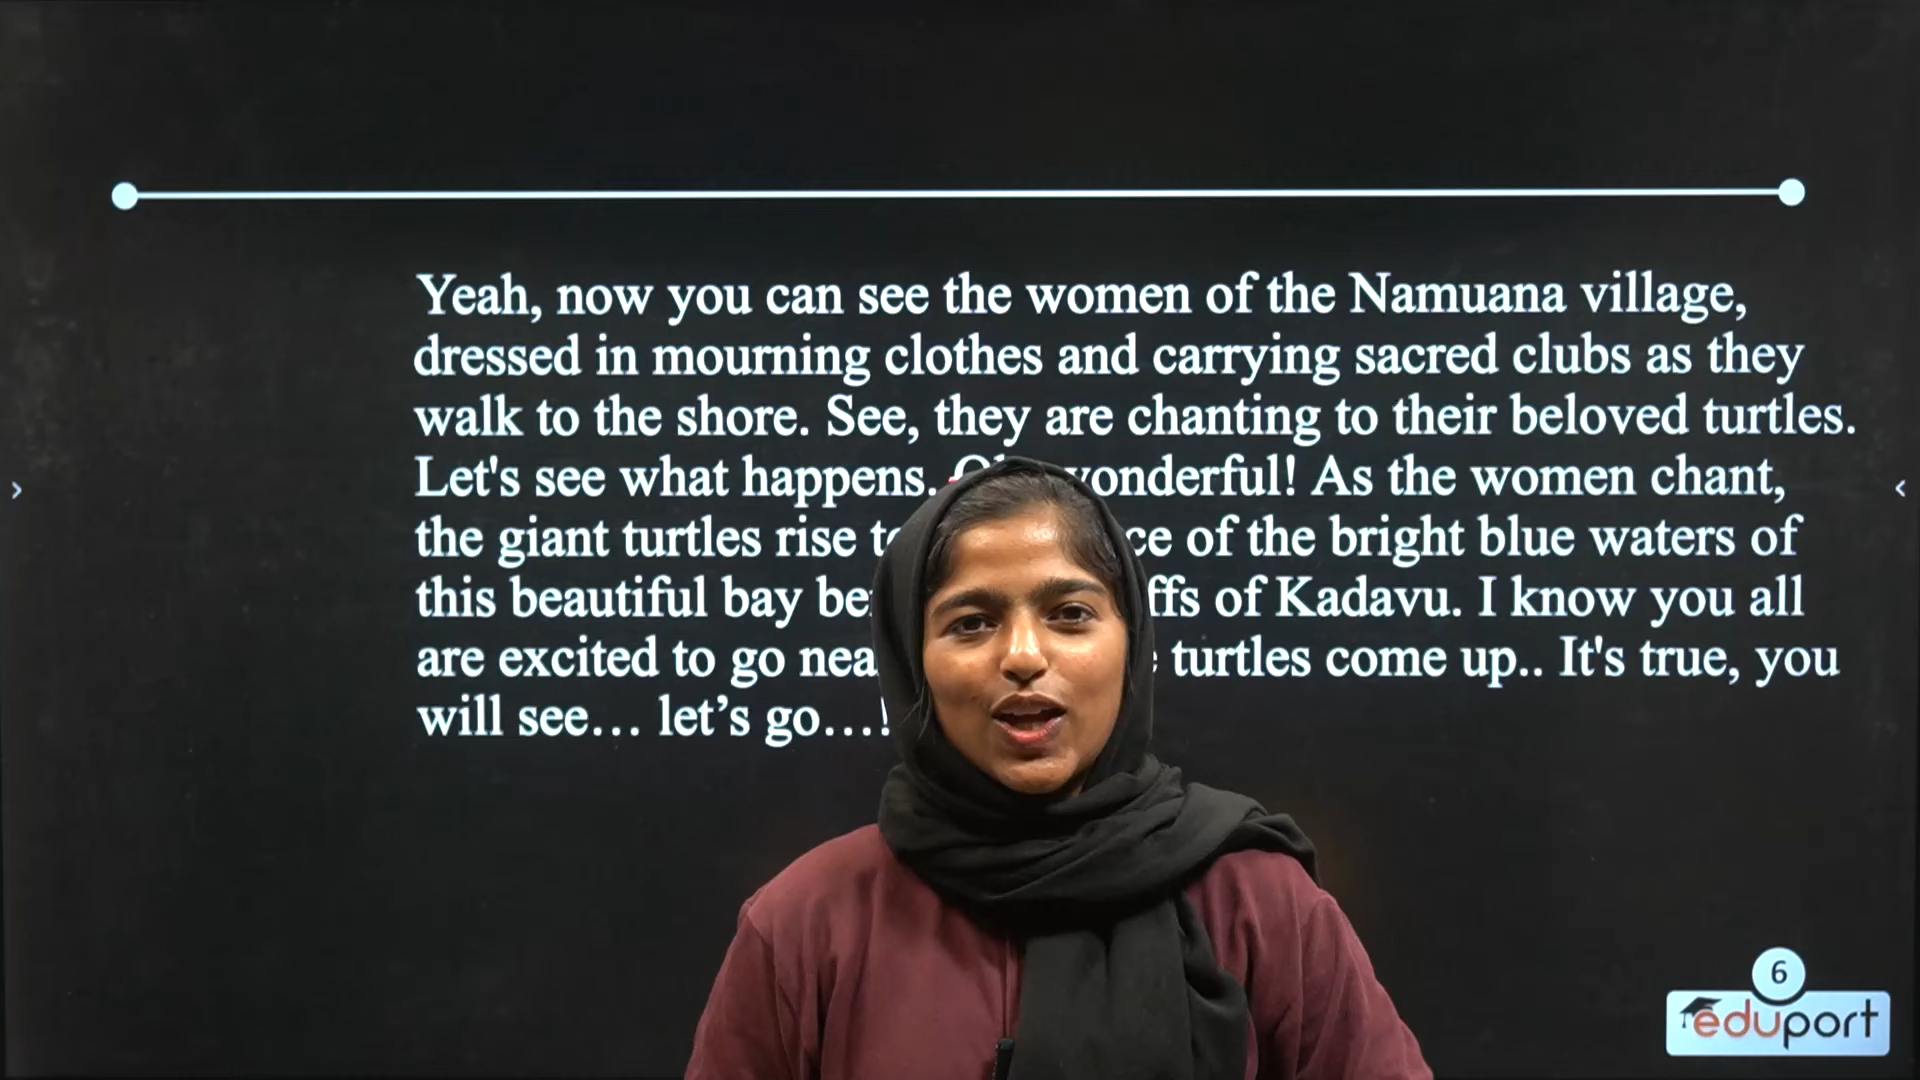 Yeah, now you can see the women of the Namuana village,
dressed in mourning clothes and carrying sacred clubs as they
walk to the shore. See, they are chanting to their beloved turtles.
Let's see what happens. wonderful! As the women chant,
the giant turtles rise of the bright blue waters of
this beautiful bay of Kadavu. I know you all
are excited to go turtles come up.. It's true, you
will see… let’s go…!
6
eduport